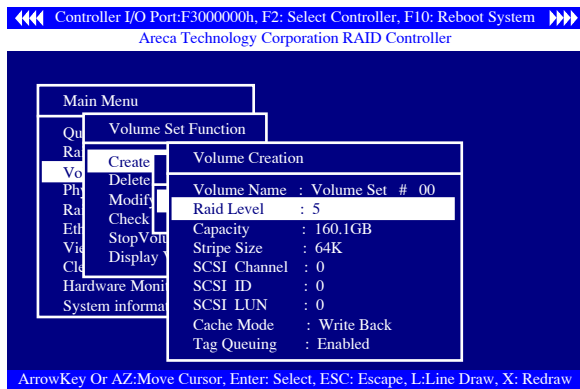 Controller I/O Port:F3000000h, F2: Select Controller, F10: Reboot System
Areca Technology Corporation RAID Controller
Main Menu
Volume Set Function
Create
Delete
Modify
Check
StopVolu
Display V
Hardware Moni
System informat
Volume Creation
Volume Name : Volume Set # 00
Raid Level : 5
Capacity : 160.1GB
Stripe Size : 64K
SCSI Channel : 0
SCSI ID : 0
SCSI LUN : 0
Cache Mode : Write Back
Tag Queuing : Enabled
ArrowKey Or AZ:Move Cursor, Enter: Select, ESC: Escape, L:Line Draw, X: Redraw